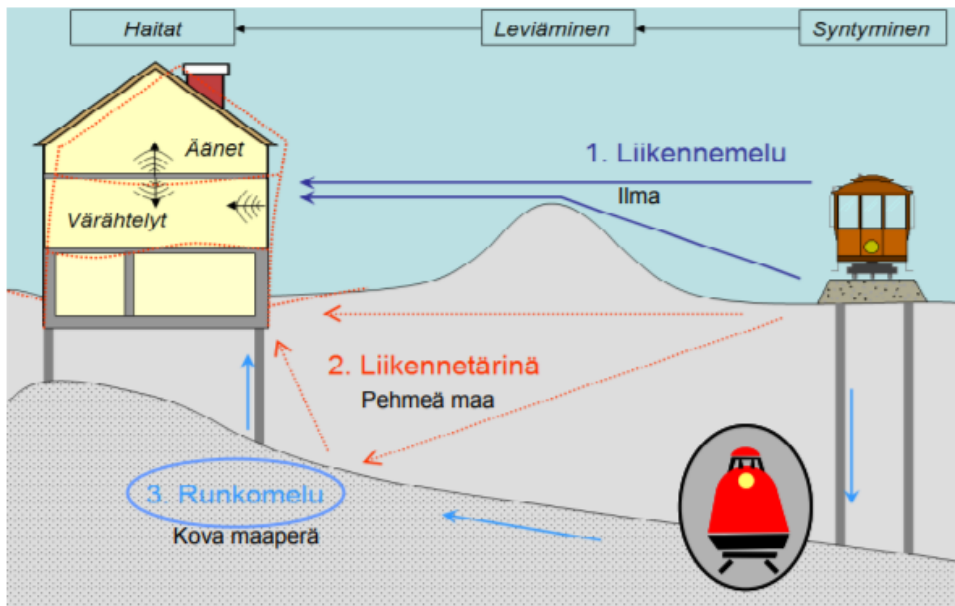 Haitat
Leviäminen
Syntyminen
Äänet
1. Liikennemelu
Ilma
Värähtelyt
2. Liikennetärinä
Pehmeä maa
3. Runkomelu
Kova maaperä